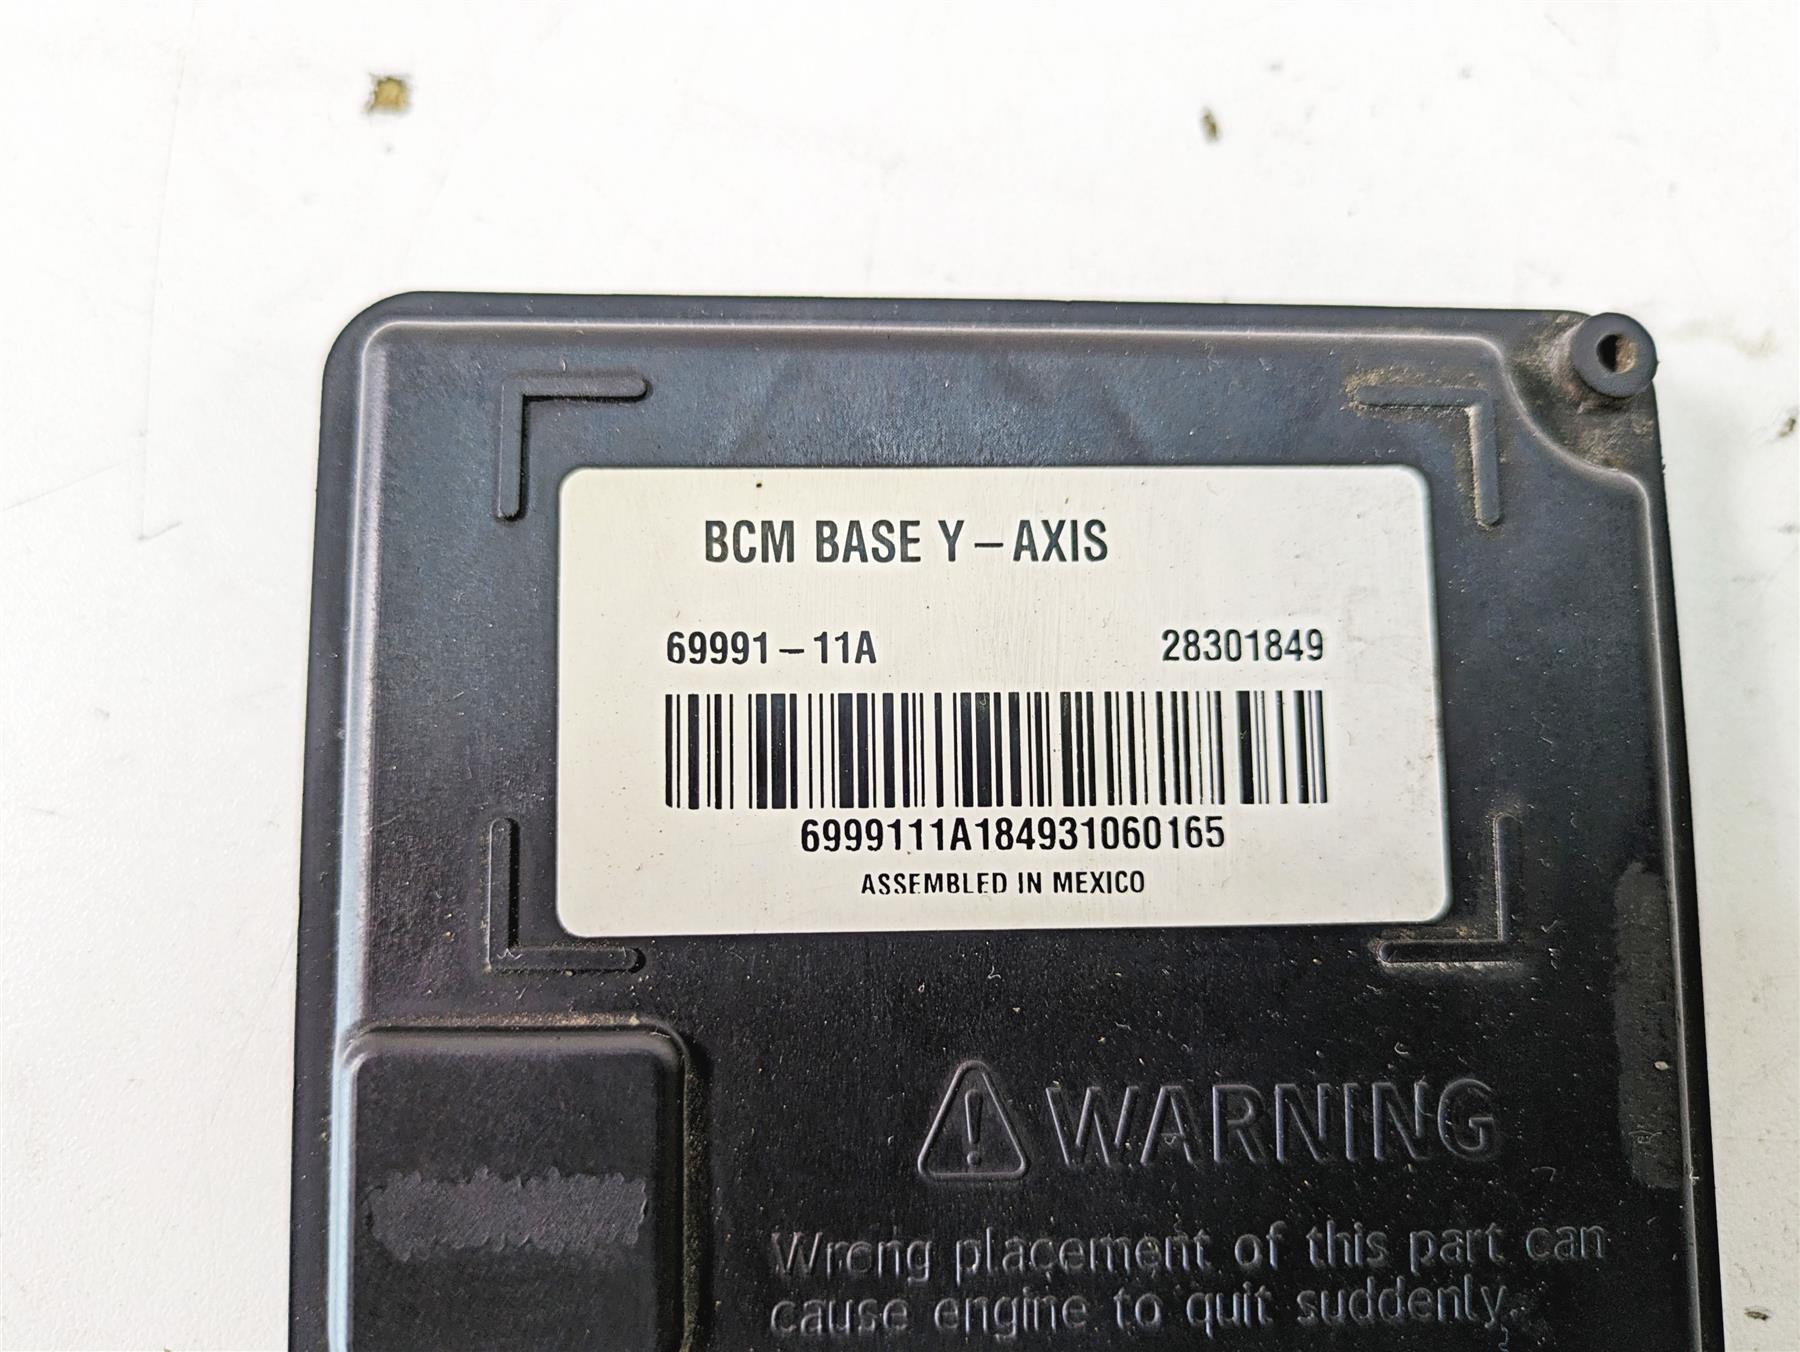 BCM BASE Y–AXIS
69991–11A 28301849
6999111A184931060165
ASSEMBLED IN MEXICO
WARNING
Wrong placement of this part can
cause engine to quit suddenly,